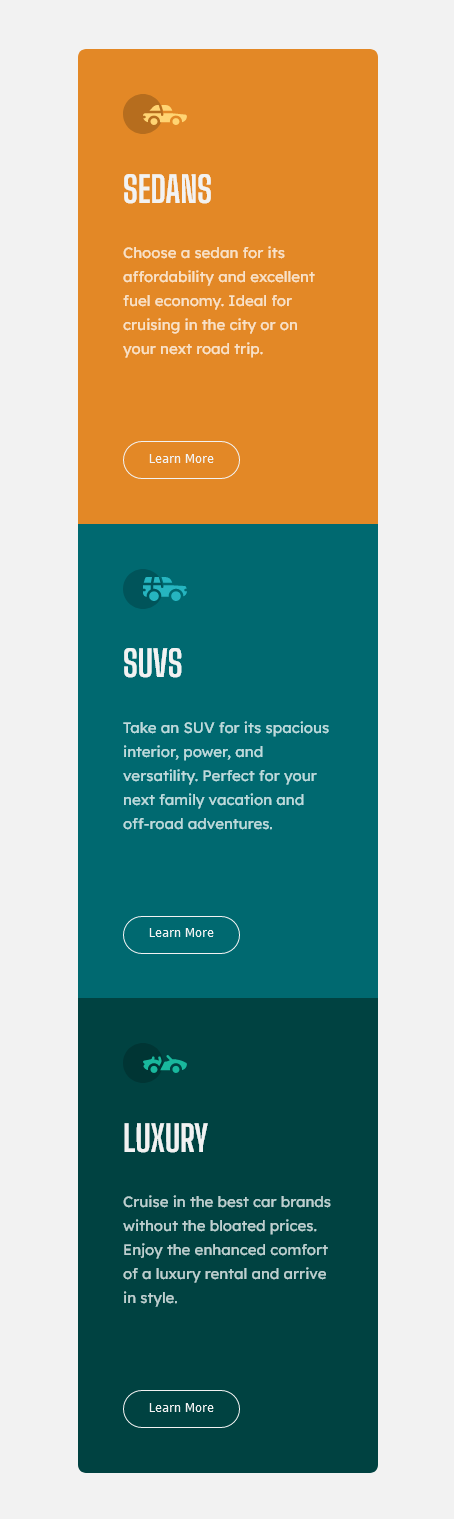 SEDANS
Choose a sedan for its
affordability and excellent
fuel economy. Ideal for
cruising in the city or on
your next road trip.
Learn More
SUVS
Take an SUV for its spacious
interior, power, and
versatility. Perfect for your
next family vacation and
off-road adventures.
Learn More
LUXURY
Cruise in the best car brands
without the bloated prices.
Enjoy the enhanced comfort
of a luxury rental and arrive
in style.
Learn More